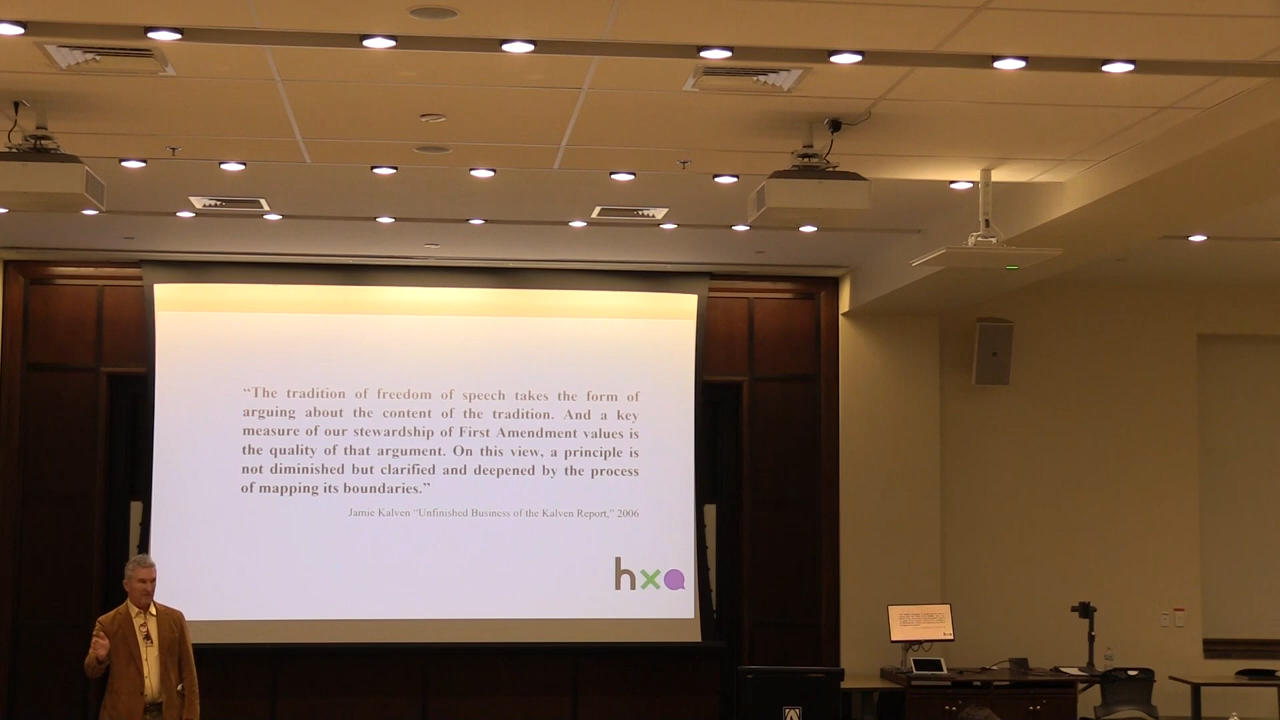 “The tradition of freedom of speech takes the form of
arguing about the content of the tradition. And a key
measure of our stewardship of First Amendment values is
the quality of that argument. On this view, a principle is
not diminished but clarified and deepened by the process
of mapping its boundaries.”
Jamie Kalven “Unfinished Business of the Kalven Report,” 2006
hxa